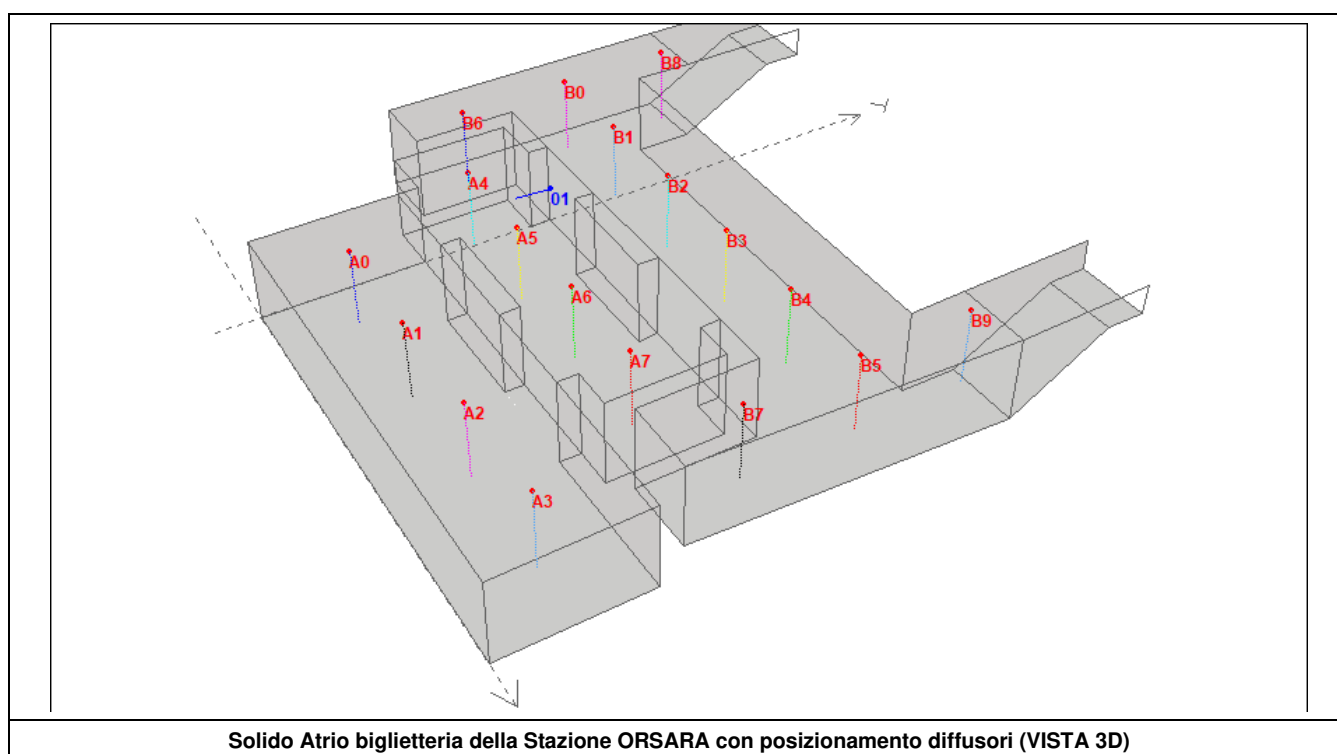 B8
B0
B6
B1
Y
A4
B2
01
A5
B3
A0
A6
B4
A1
B9
A7
B5
A2
B7
A3
Solido Atrio biglietteria della Stazione ORSARA con posizionamento diffusori (VISTA 3D)